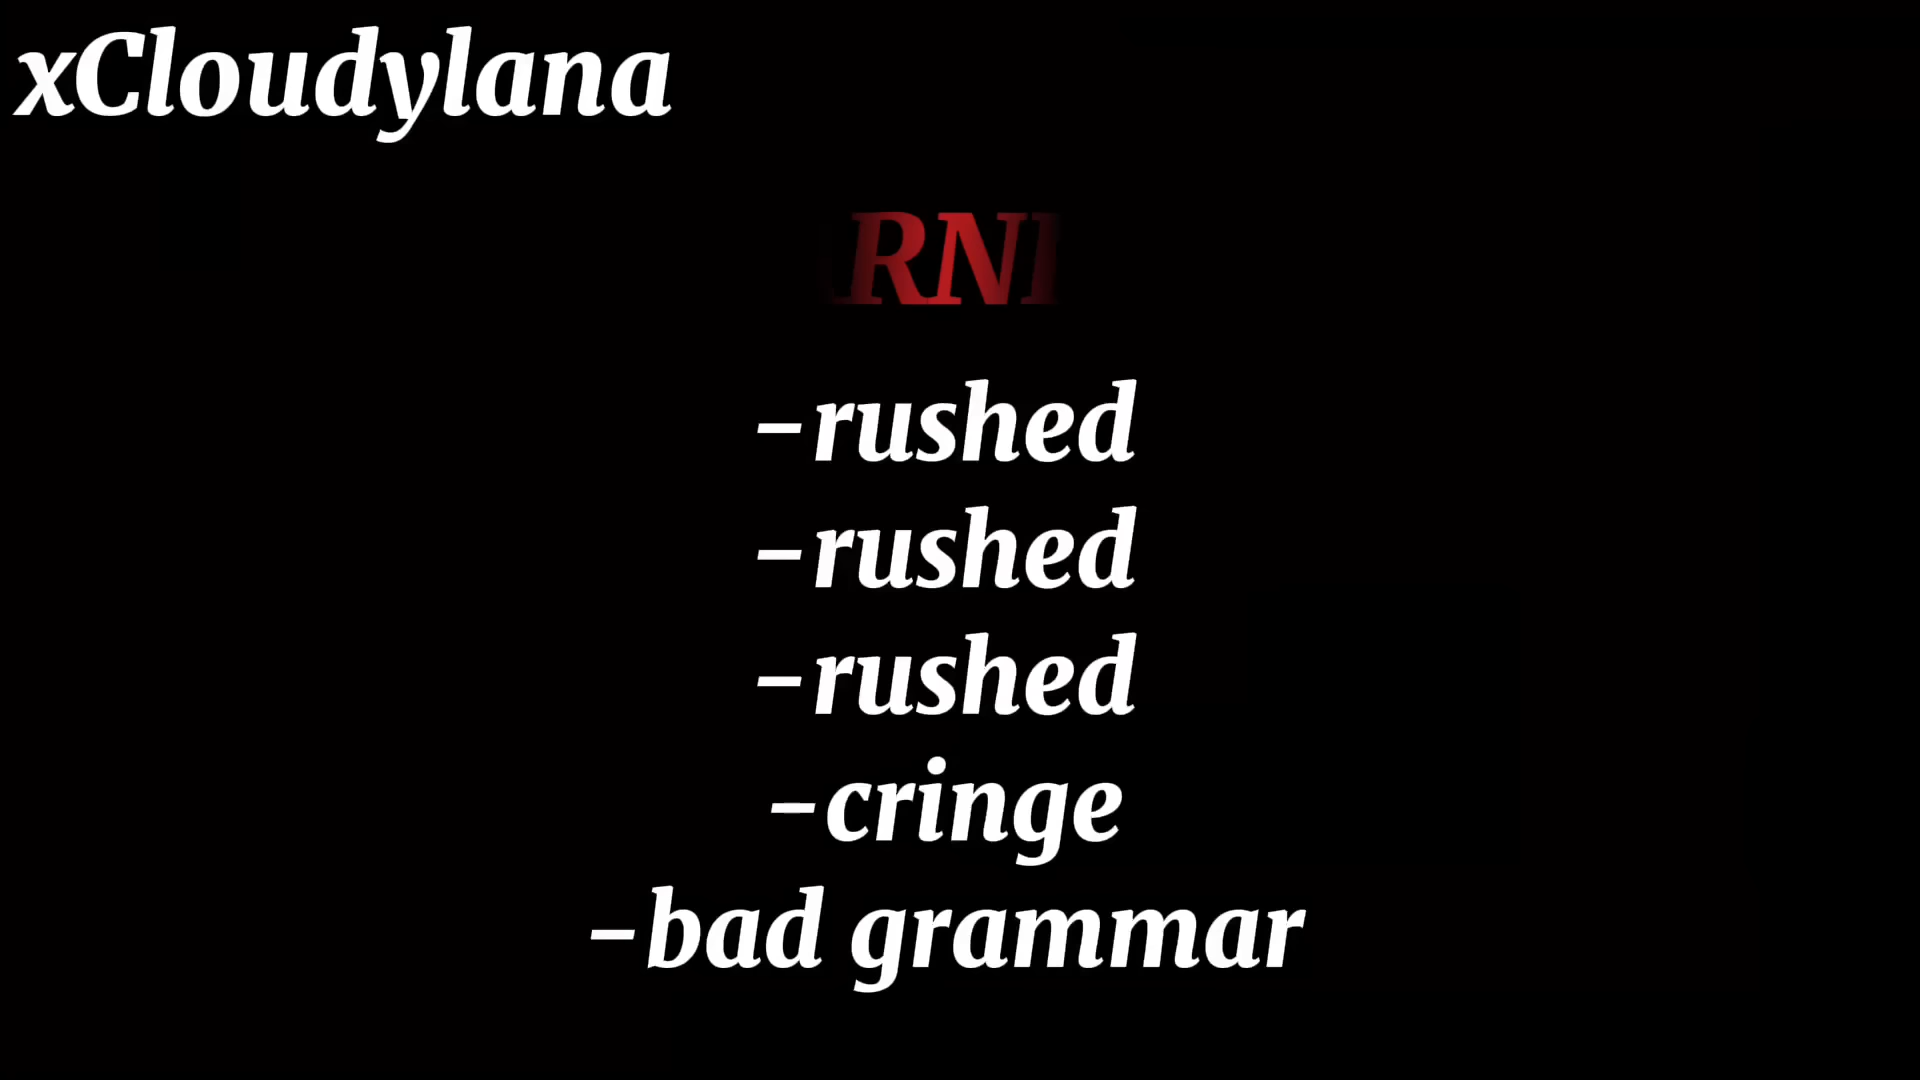 xCloudylana
RN
-rushed
-rushed
-rushed
-cringe
-bad grammar